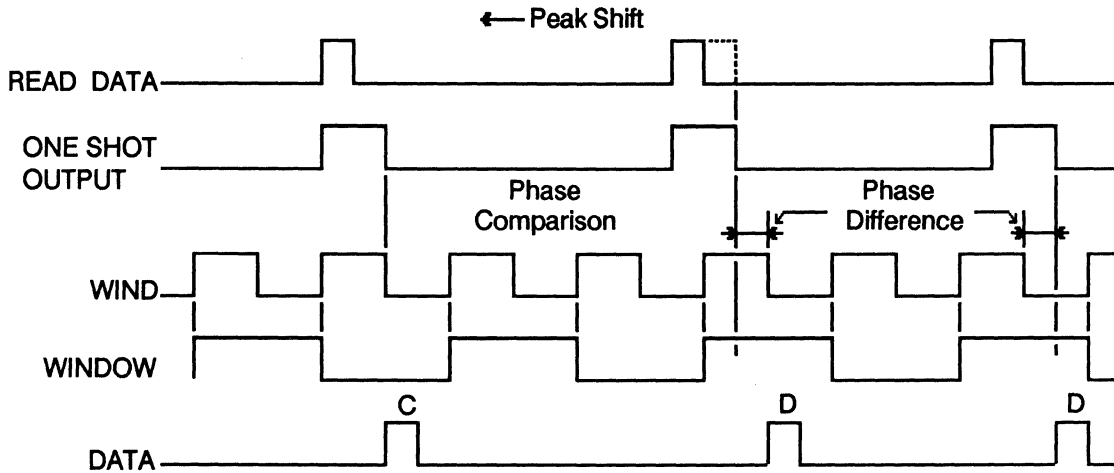 Peak Shift
READ DATA
ONE SHOT
OUTPUT
Phase
Comparison
Phase
Difference
WIND
WINDOW
C
D
D
DATA